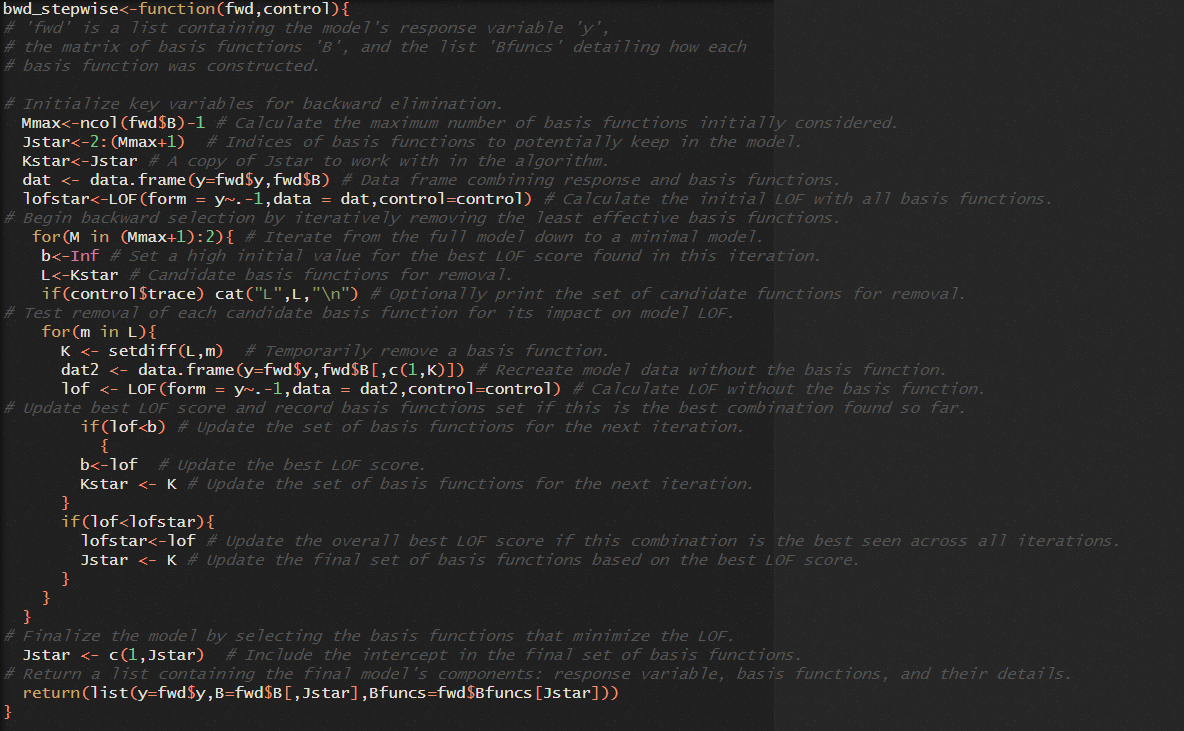 bwd_stepwise<-function(fwd,control){
# 'fwd' is a list containing the model's response variable 'y',
# the matrix of basis functions 'B', and the list 'Bfuncs' detailing how each
# basis function was constructed.
# Initialize key variables for backward elimination.
Mmax<-ncol(fwd$B)-1 # Calculate the maximum number of basis functions initially considered.
Jstar<-2:(Mmax+1)  # Indices of basis functions to potentially keep in the model.
Kstar<-Jstar # A copy of Jstar to work with in the algorithm.
dat <- data.frame(y=fwd$y,fwd$B) # Data frame combining response and basis functions.
lofstar<-LOF(form = y~.-1,data = dat,control=control) # Calculate the initial LOF with all basis functions.
# Begin backward selection by iteratively removing the least effective basis functions.
for(M in (Mmax+1):2){ # Iterate from the full model down to a minimal model.
b<-Inf # Set a high initial value for the best LOF score found in this iteration.
L<-Kstar # Candidate basis functions for removal.
if(control$trace) cat("L",L,"\n") # Optionally print the set of candidate functions for removal.
# Test removal of each candidate basis function for its impact on model LOF.
for(m in L){
K <- setdiff(L,m)  # Temporarily remove a basis function.
dat2 <- data.frame(y=fwd$y,fwd$B[,c(1,K)]) # Recreate model data without the basis function.
lof <- LOF(form = y~.-1,data = dat2,control=control) # Calculate LOF without the basis function.
# Update best LOF score and record basis functions set if this is the best combination found so far.
if(lof<b) # Update the set of basis functions for the next iteration.
{
b<-lof  # Update the best LOF score.
Kstar <- K # Update the set of basis functions for the next iteration.
}
if(lof<lofstar){
lofstar<-lof # Update the overall best LOF score if this combination is the best seen across all iterations.
Jstar <- K # Update the final set of basis functions based on the best LOF score.
}
}
}
# Finalize the model by selecting the basis functions that minimize the LOF.
Jstar <- c(1,Jstar)  # Include the intercept in the final set of basis functions.
# Return a list containing the final model's components: response variable, basis functions, and their details.
return(list(y=fwd$y,B=fwd$B[,Jstar],Bfuncs=fwd$Bfuncs[Jstar]))
}